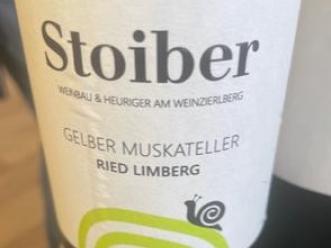 Stoiber
WEINBAU & HEURIGER AM WEINZIERLBERG
GELBER MUSKATELLER
RIED LIMBERG